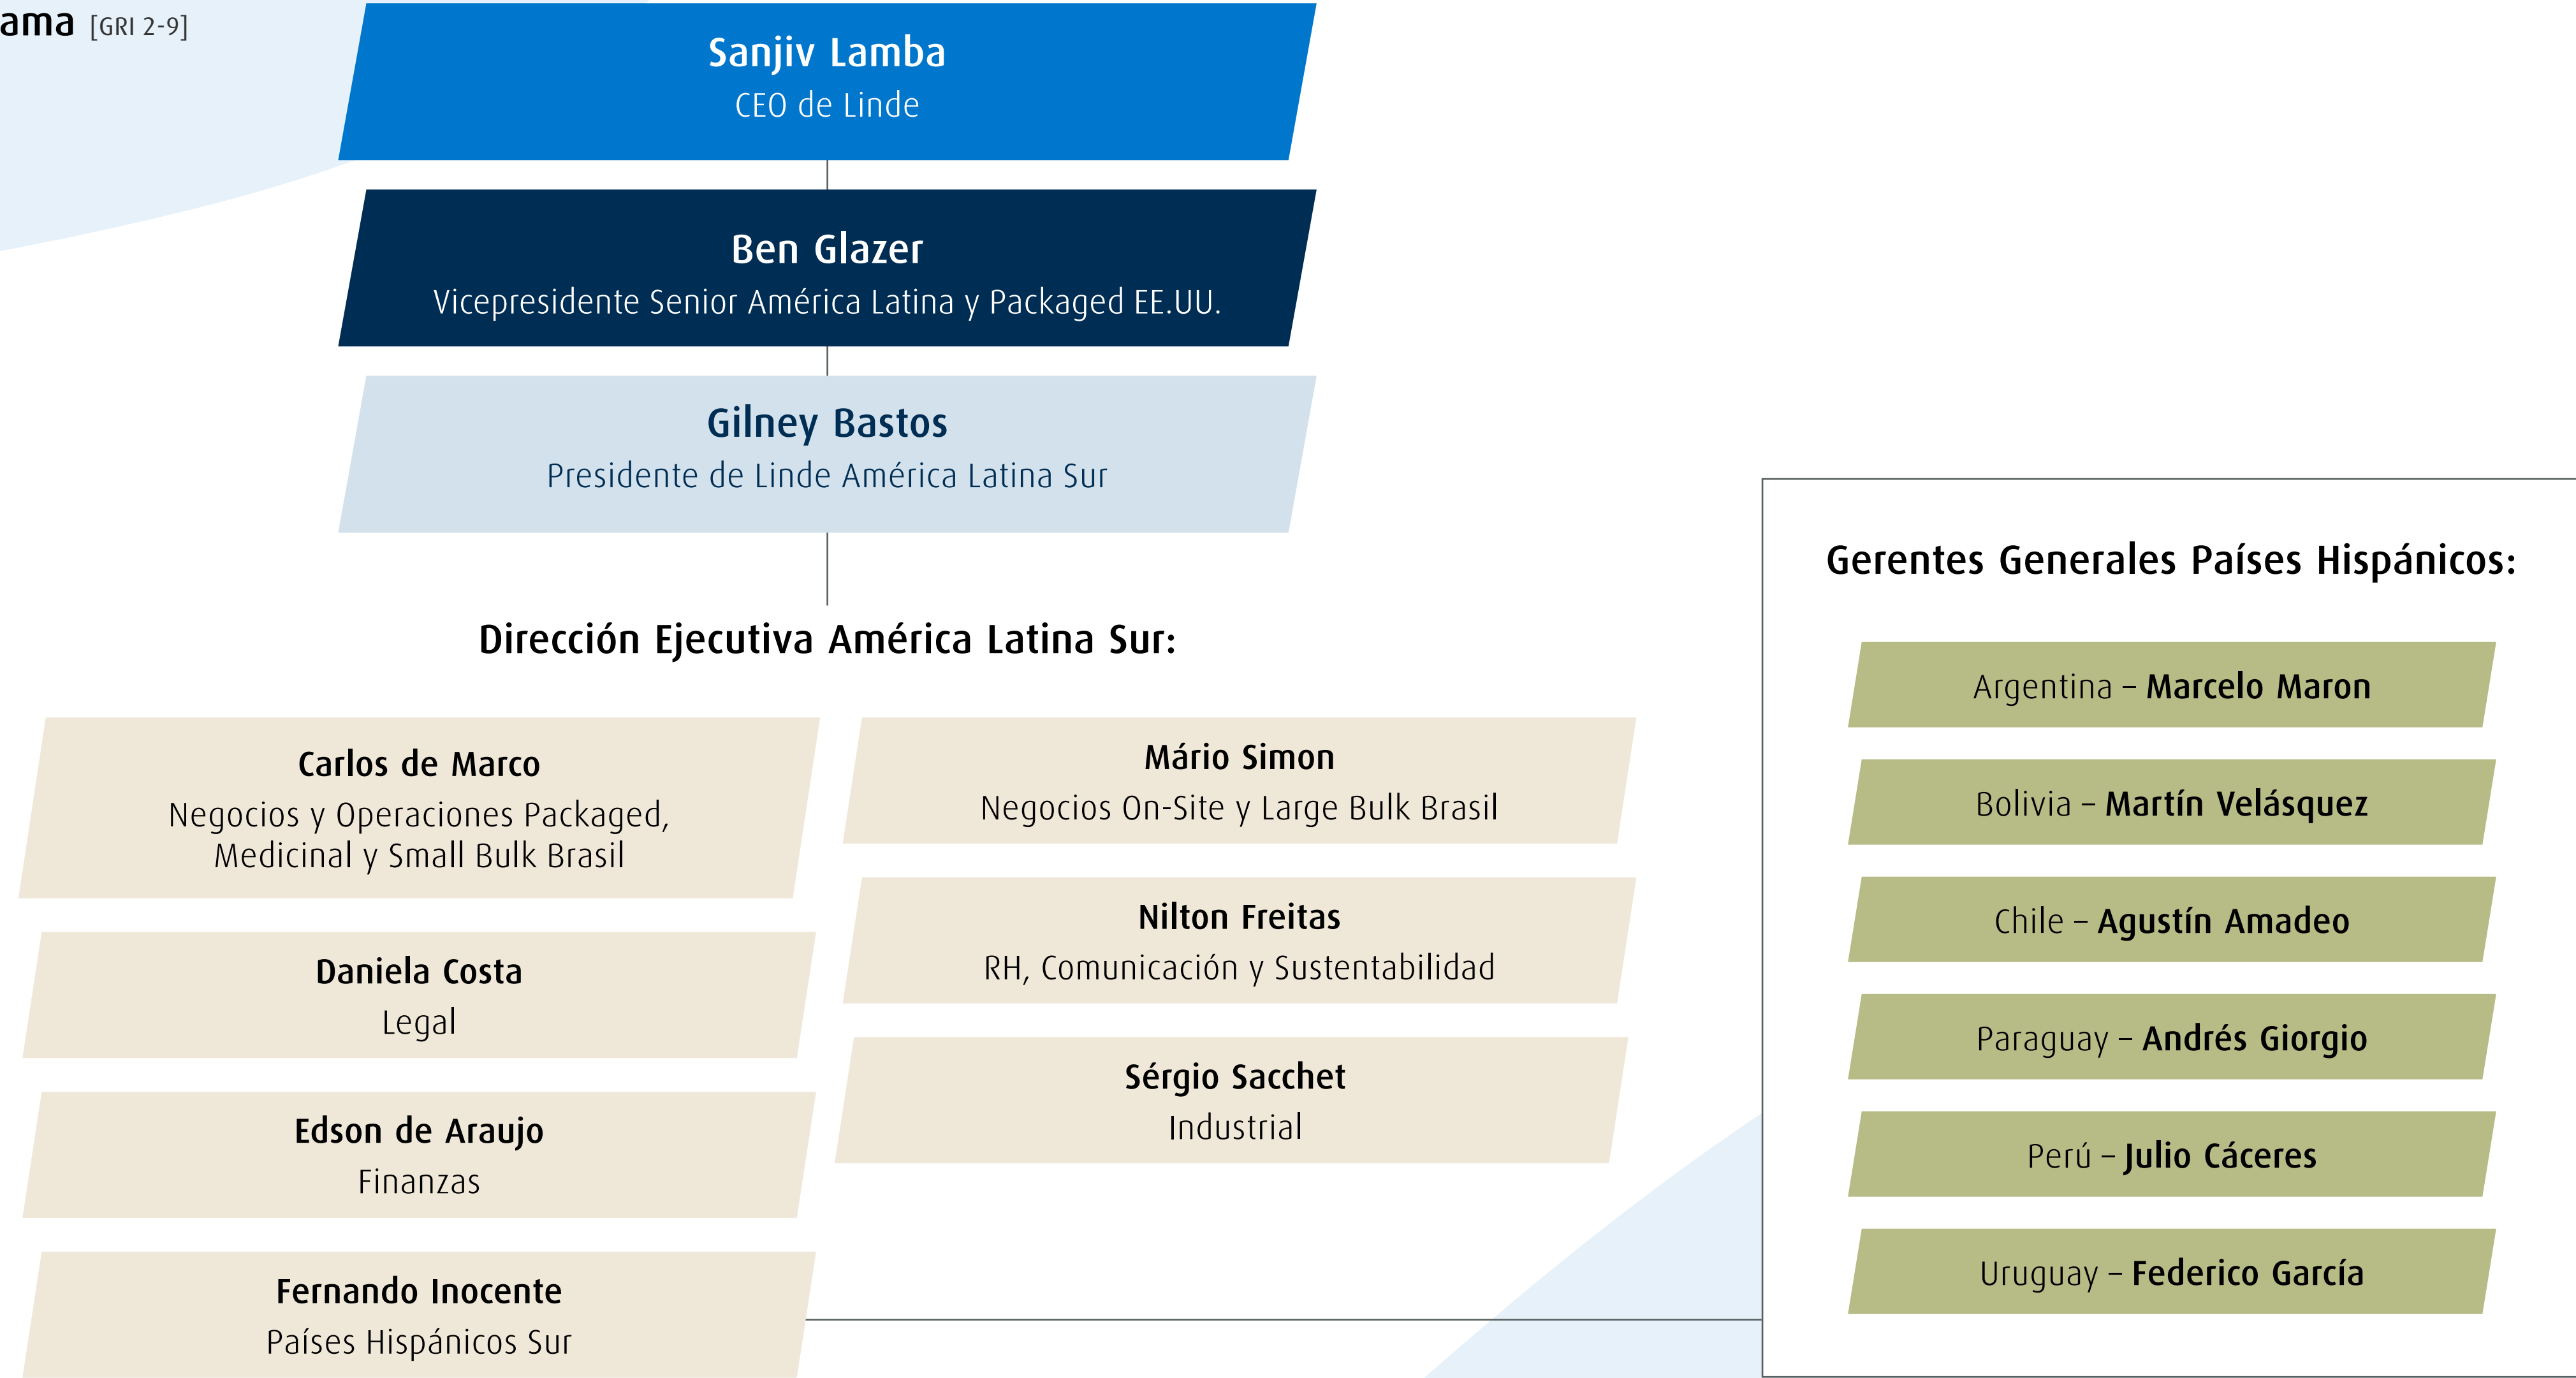 ama [GRI 2-9]
Sanjiv Lamba
CEO de Linde
Ben Glazer
Vicepresidente Senior América Latina y Packaged EE.UU.
Gilney Bastos
Presidente de Linde América Latina Sur
Dirección Ejecutiva América Latina Sur:
Carlos de Marco
Negocios y Operaciones Packaged,
Medicinal y Small Bulk Brasil
Daniela Costa
Legal
Edson de Araujo
Finanzas
Fernando Inocente
Países Hispánicos Sur
Mário Simon
Negocios On-Site y Large Bulk Brasil
Nilton Freitas
RH, Comunicación y Sustentabilidad
Sérgio Sacchet
Industrial
Gerentes Generales Países Hispánicos:
Argentina – Marcelo Maron
Bolivia – Martín Velásquez
Chile – Agustín Amadeo
Paraguay – Andrés Giorgio
Perú – Julio Cáceres
Uruguay – Federico García